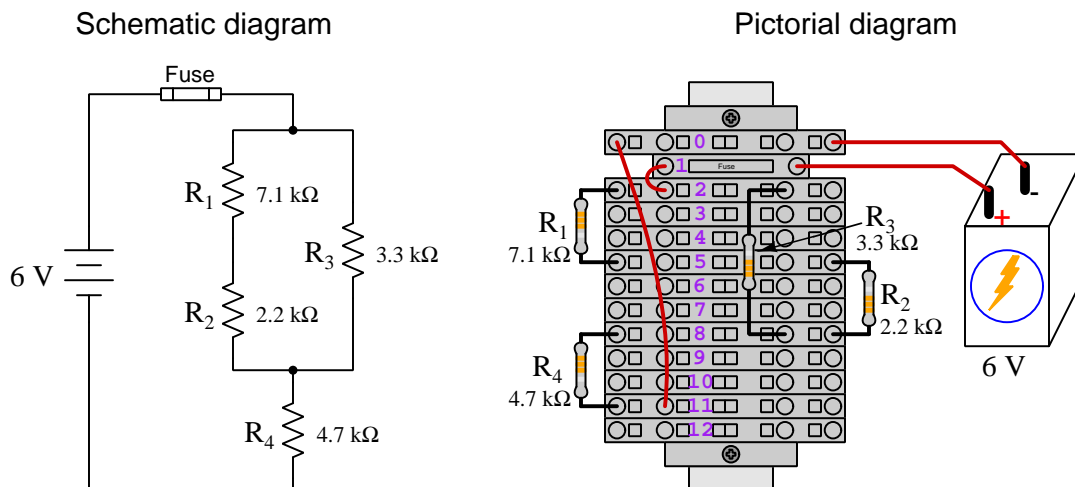 Schematic diagram
Fuse
R1
7.1 kΩ
R3
3.3 kΩ
6 V
R2
2.2 kΩ
R4
4.7 kΩ
Pictorial diagram
0
1
Fuse
2
3
4
5
6
7
8
9
10
11
12
R1
7.1 kΩ
R3
3.3 kΩ
R2
2.2 kΩ
R4
4.7 kΩ
-
+
6 V